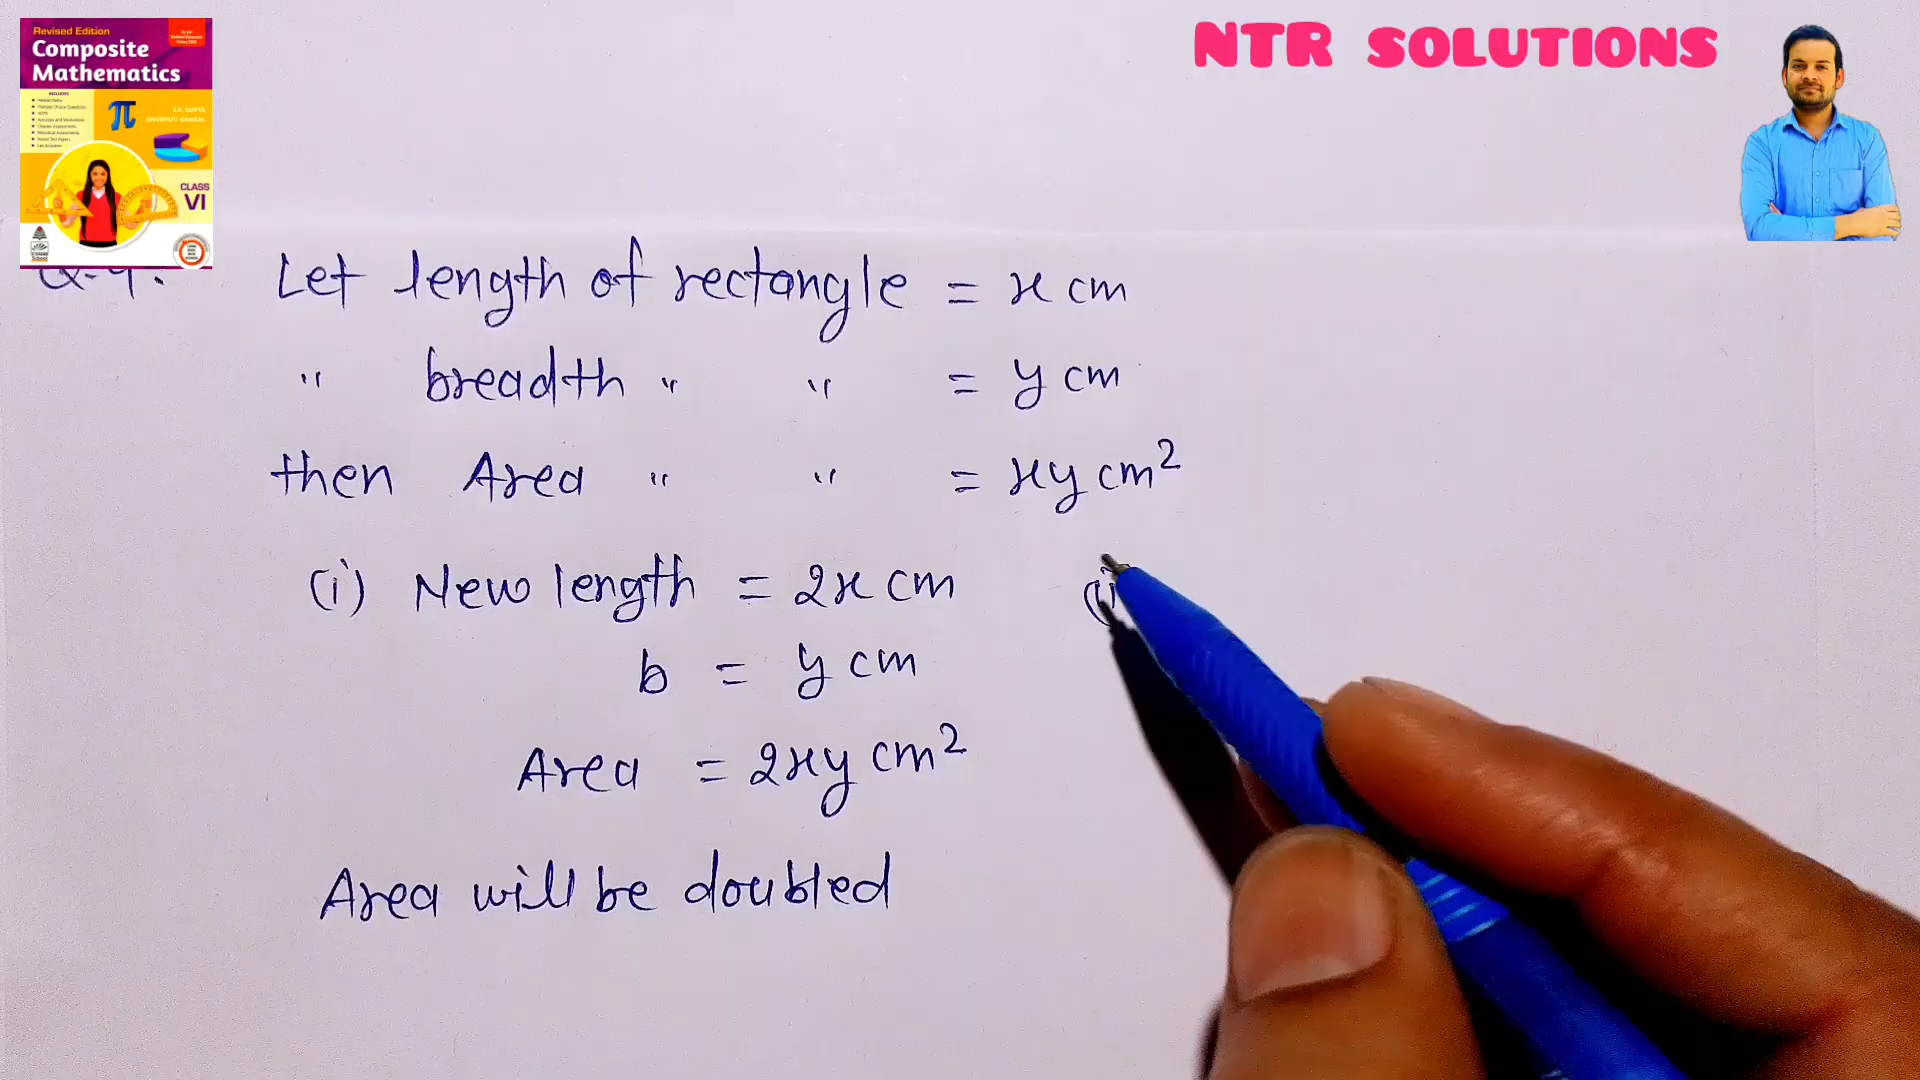 Revised Edition
Composite
Mathematics
INCLUDES
π
CLASS
VI
NTR SOLUTIONS
Let length of rectangle = x cm
" breadth " " = y cm
then Area " " = xy cm²
(i) New length = 2x cm
b = y cm
Area = 2xy cm²
Area will be doubled